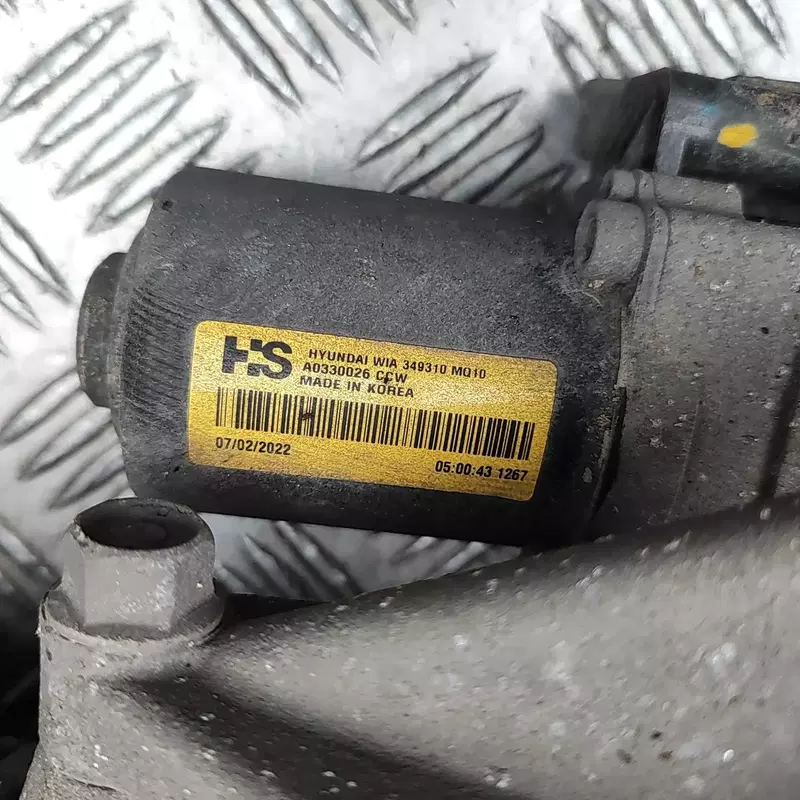 HS
HYUNDAI WIA 349310 MQ10
A0330026 CCW
MADE IN KOREA
07/02/2022 05:00:43 1267